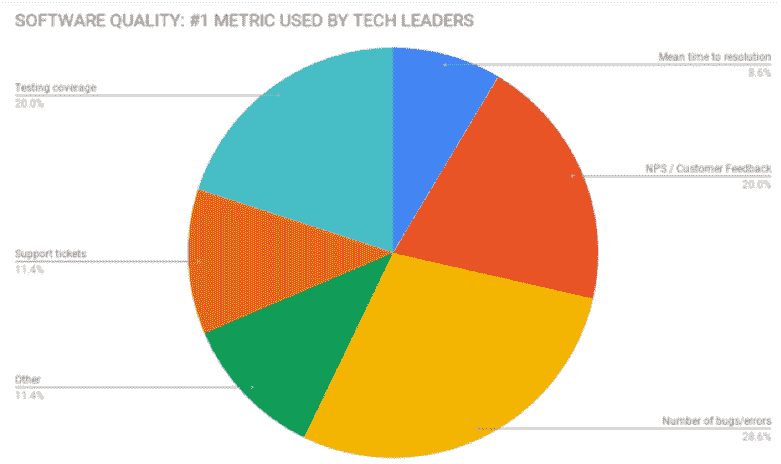 SOFTWARE QUALITY: #1 METRIC USED BY TECH LEADERS
Mean time to resolution
8.6%
NPS / Customer Feedback
20.0%
Number of bugs/errors
28.6%
Other
11.4%
Support tickets
11.4%
Testing coverage
20.0%